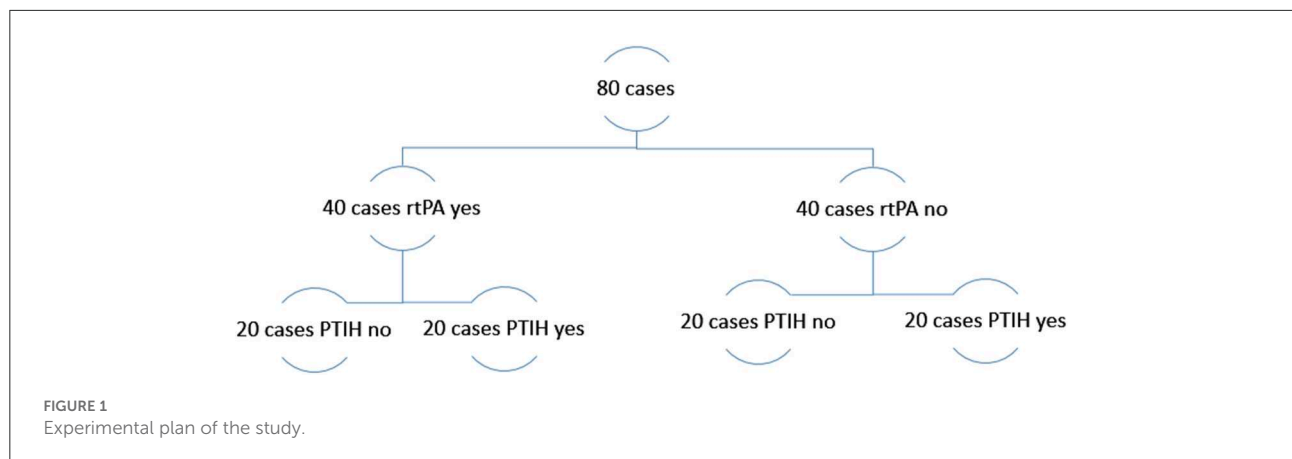 80 cases
40 cases rtPA yes
40 cases rtPA no
20 cases PTIH no
20 cases PTIH yes
20 cases PTIH no
20 cases PTIH yes
FIGURE 1
Experimental plan of the study.